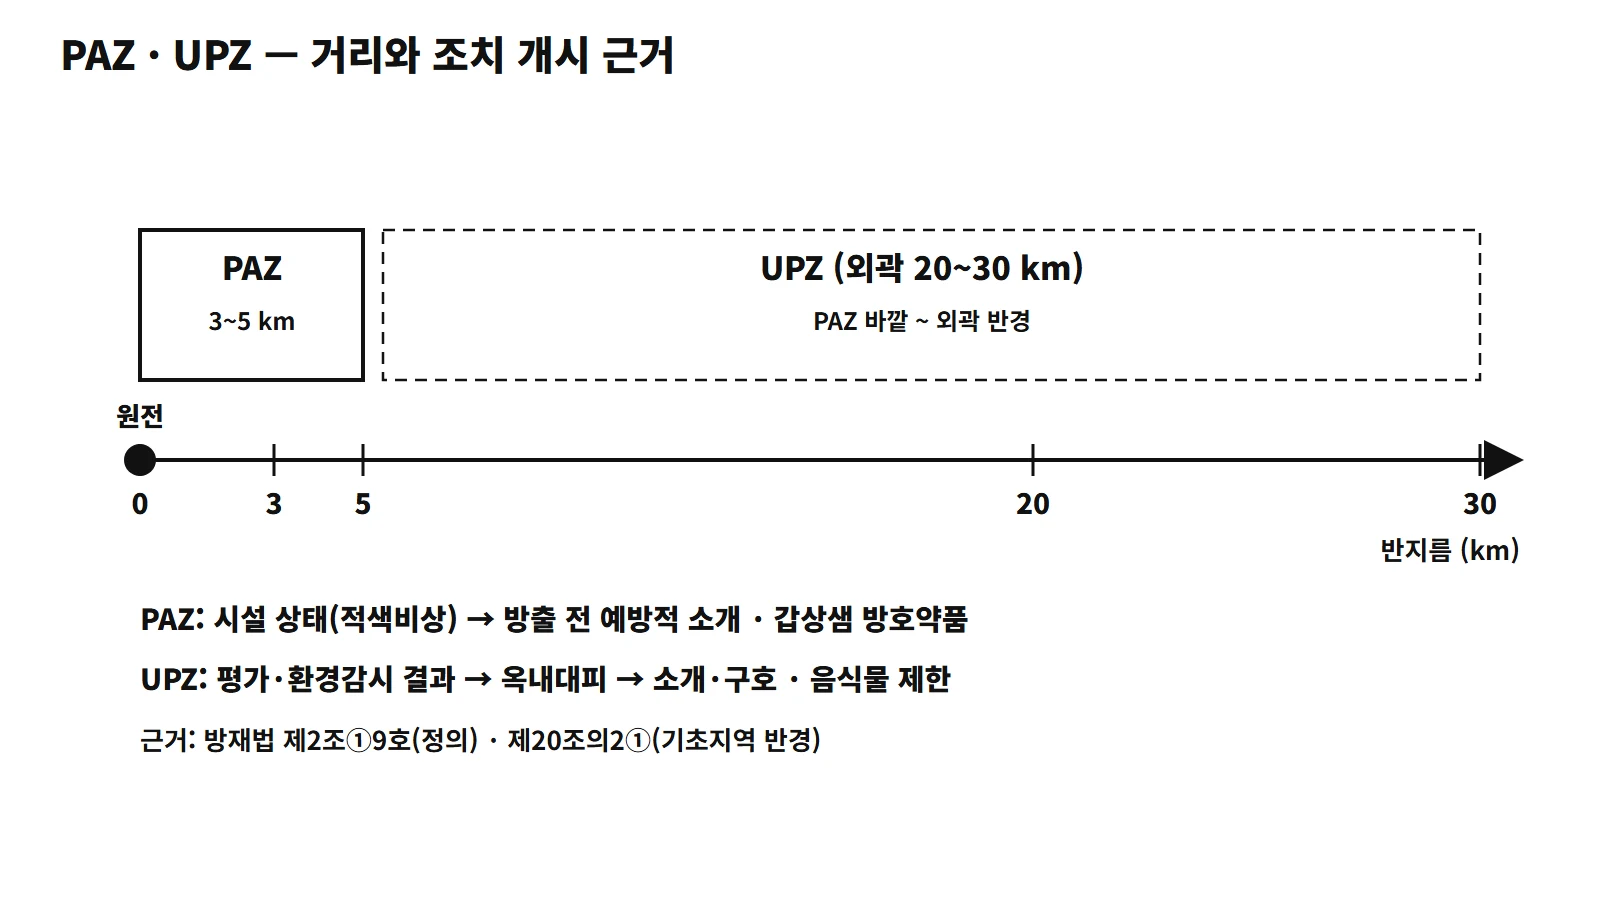 PAZ · UPZ — 거리와 조치 개시 근거
PAZ
3~5 km
UPZ (외곽 20~30 km)
PAZ 바깥 ~ 외곽 반경
원전
0
3
5
20
30
반지름 (km)
PAZ: 시설 상태(적색비상) → 방출 전 예방적 소개 · 갑상샘 방호약품
UPZ: 평가·환경감시 결과 → 옥내대피 → 소개·구호 · 음식물 제한
근거: 방재법 제2조①9호(정의) · 제20조의2①(기초지역 반경)